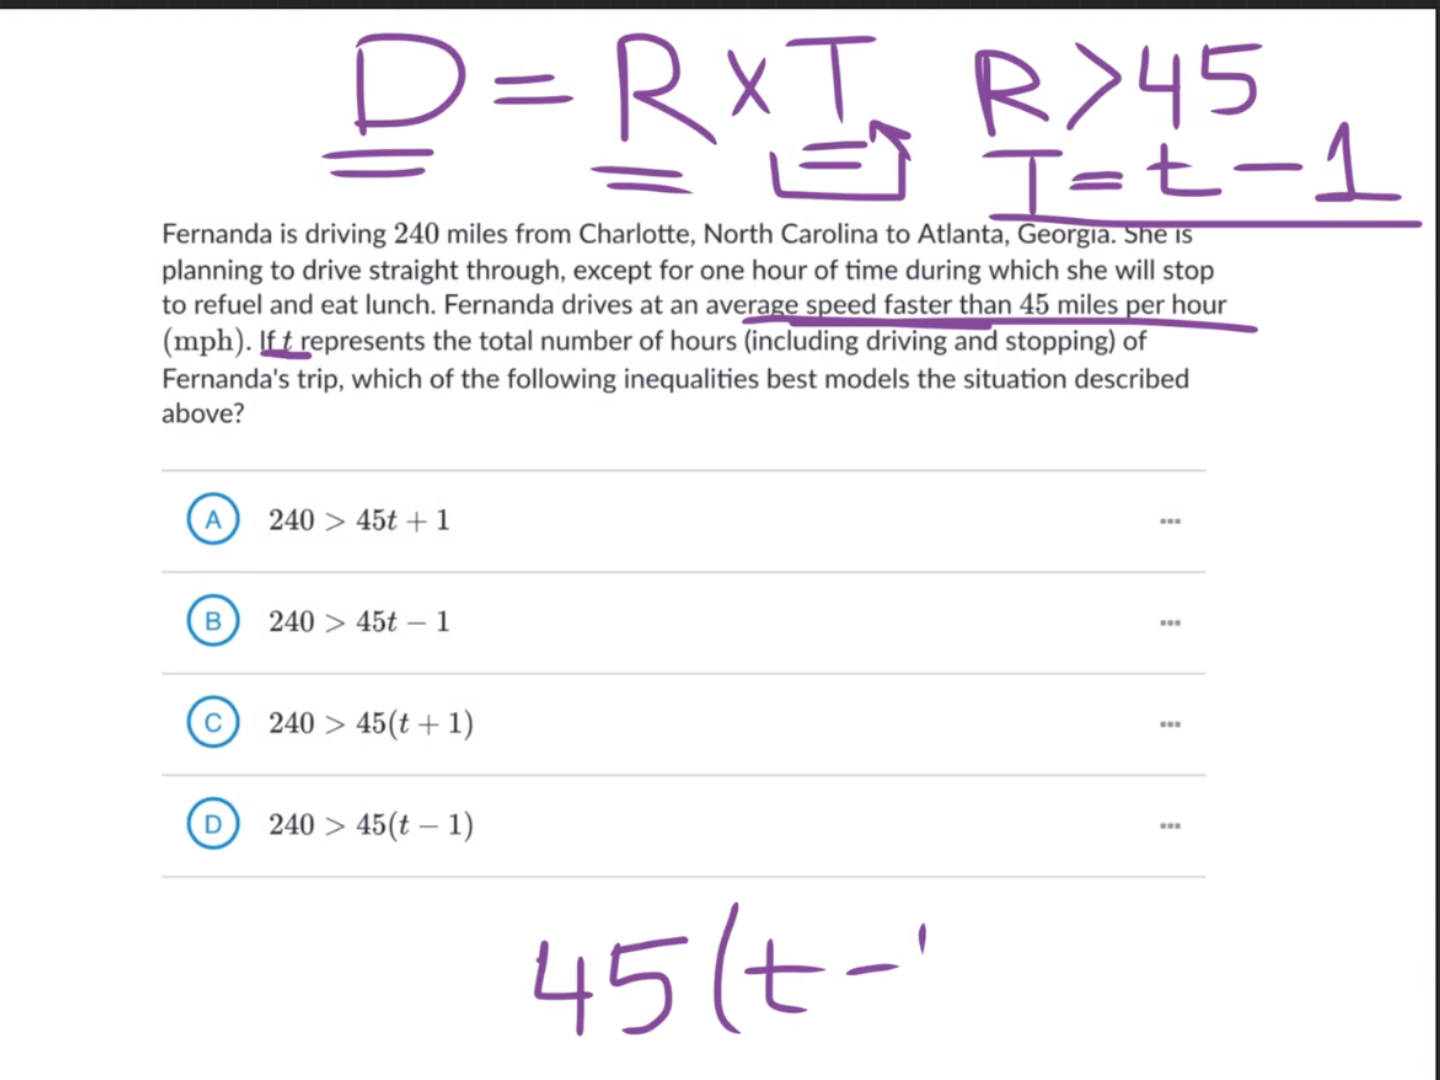 D = R x T R > 45
T = t - 1
Fernanda is driving 240 miles from Charlotte, North Carolina to Atlanta, Georgia. She is
planning to drive straight through, except for one hour of time during which she will stop
to refuel and eat lunch. Fernanda drives at an average speed faster than 45 miles per hour
(mph). If t represents the total number of hours (including driving and stopping) of
Fernanda's trip, which of the following inequalities best models the situation described
above?
A 240 > 45t + 1
B 240 > 45t − 1
C 240 > 45(t + 1)
D 240 > 45(t − 1)
45(t -